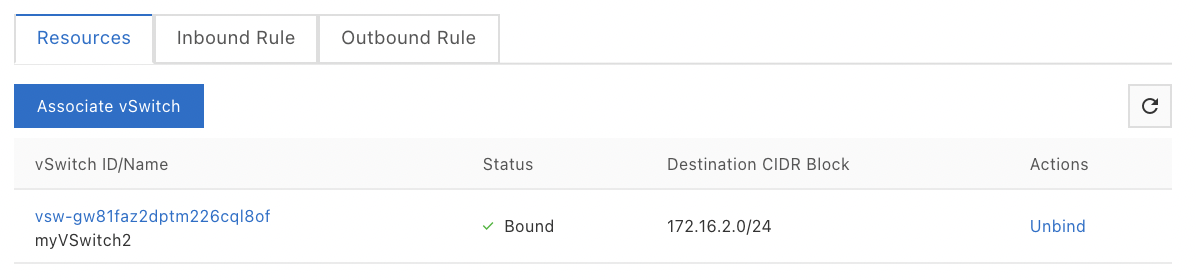 Resources Inbound Rule Outbound Rule
Associate vSwitch
vSwitch ID/Name Status Destination CIDR Block Actions
vsw-gw81faz2dptm226cql8of
myVSwitch2
Bound 172.16.2.0/24 Unbind